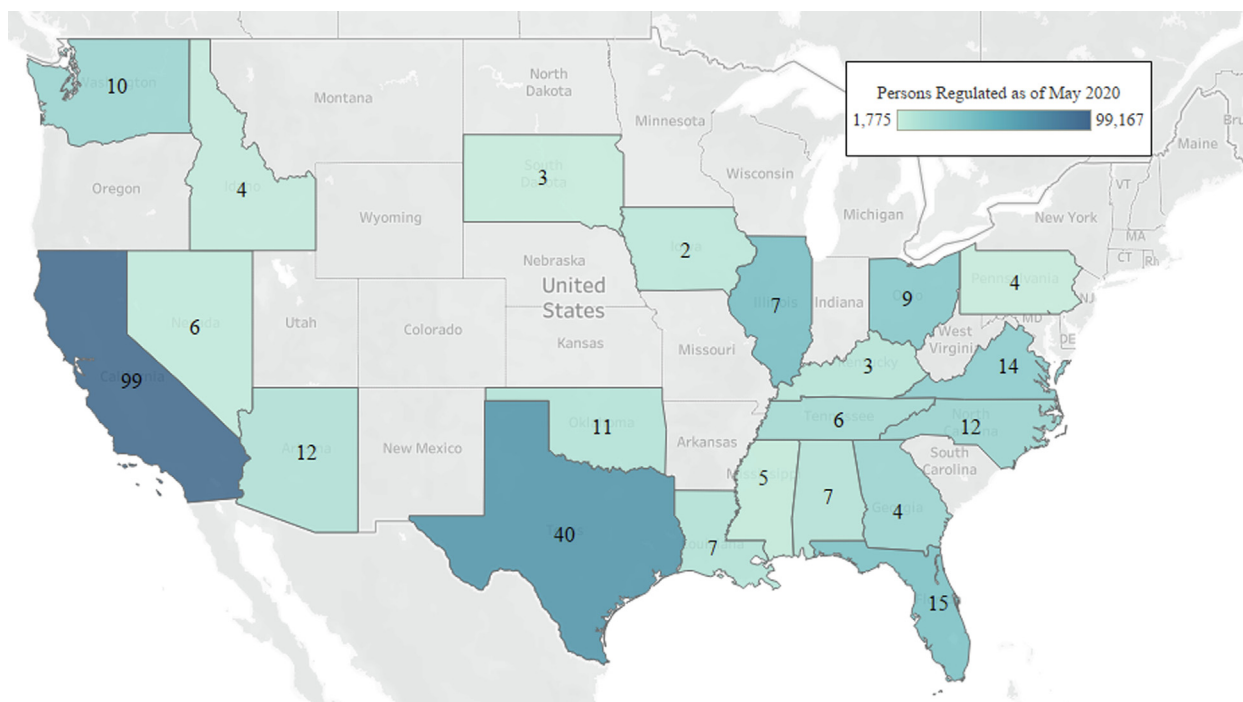 Persons Regulated as of May 2020
1,775
99,167
Washington
10
Montana
North
Dakota
Minnesota
Oregon
Idaho
4
Wyoming
South
Dakota
3
Wisconsin
Michigan
New York
VT
Maine
MA
CT
Nevada
6
Utah
Colorado
Nebraska
United
States
Kansas
Iowa
2
Illinois
7
Indiana
Ohio
9
Pennsylvania
4
NJ
MD
DE
West
Virginia
14
California
99
Missouri
Kentucky
3
Arizona
12
New Mexico
Oklahoma
11
Arkansas
Tennessee
6
North
Carolina
12
South
Carolina
Texas
40
Louisiana
7
Mississippi
5
7
Georgia
4
15